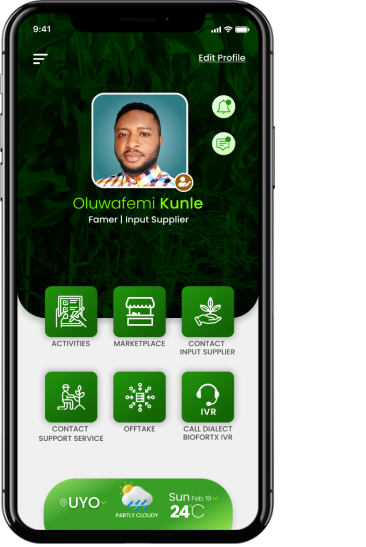 9:41
Edit Profile
Oluwafemi Kunle
Famer | Input Supplier
ACTIVITIES
MARKETPLACE
CONTACT
INPUT SUPPLIER
IVR
CONTACT
SUPPORT SERVICE
OFFTAKE
CALL DIALECT
BIOFORTX IVR
UYO
PARTLY CLOUDY
Sun Feb 19
24C